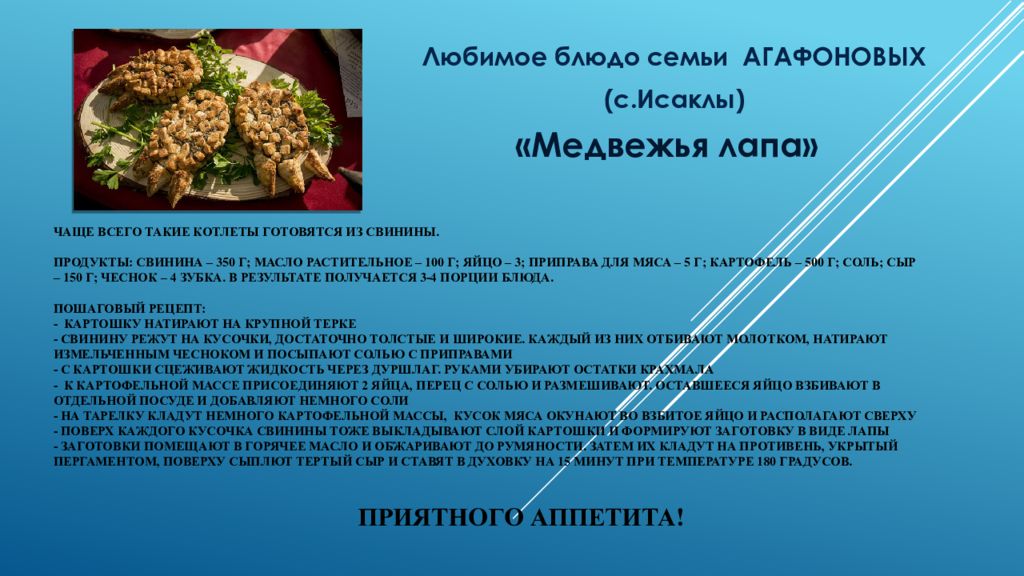 Любимое блюдо семьи АГАФОНОВЫХ
(с.Исаклы)
«Медвежья лапа»
ЧАЩЕ ВСЕГО ТАКИЕ КОТЛЕТЫ ГОТОВЯТСЯ ИЗ СВИНИНЫ.
ПРОДУКТЫ: СВИНИНА – 350 Г; МАСЛО РАСТИТЕЛЬНОЕ – 100 Г; ЯЙЦО – 3; ПРИПРАВА ДЛЯ МЯСА – 5 Г; КАРТОФЕЛЬ – 500 Г; СОЛЬ; СЫР
– 150 Г; ЧЕСНОК – 4 ЗУБКА. В РЕЗУЛЬТАТЕ ПОЛУЧАЕТСЯ 3-4 ПОРЦИИ БЛЮДА.
ПОШАГОВЫЙ РЕЦЕПТ:
- КАРТОШКУ НАТИРАЮТ НА КРУПНОЙ ТЕРКЕ
- СВИНИНУ РЕЖУТ НА КУСОЧКИ, ДОСТАТОЧНО ТОЛСТЫЕ И ШИРОКИЕ. КАЖДЫЙ ИЗ НИХ ОТБИВАЮТ МОЛОТКОМ, НАТИРАЮТ
ИЗМЕЛЬЧЕННЫМ ЧЕСНОКОМ И ПОСЫПАЮТ СОЛЬЮ С ПРИПРАВАМИ
- С КАРТОШКИ СЦЕЖИВАЮТ ЖИДКОСТЬ ЧЕРЕЗ ДУРШЛАГ. РУКАМИ УБИРАЮТ ОСТАТКИ КРАХМАЛА
- К КАРТОФЕЛЬНОЙ МАССЕ ПРИСОЕДИНЯЮТ 2 ЯЙЦА, ПЕРЕЦ С СОЛЬЮ И РАЗМЕШИВАЮТ. ОСТАВШЕЕСЯ ЯЙЦО ВЗБИВАЮТ В
ОТДЕЛЬНОЙ ПОСУДЕ И ДОБАВЛЯЮТ НЕМНОГО СОЛИ
- НА ТАРЕЛКУ КЛАДУТ НЕМНОГО КАРТОФЕЛЬНОЙ МАССЫ, КУСОК МЯСА ОКУНАЮТ ВО ВЗБИТОЕ ЯЙЦО И РАСПОЛАГАЮТ СВЕРХУ
- ПОВЕРХ КАЖДОГО КУСОЧКА СВИНИНЫ ТОЖЕ ВЫКЛАДЫВАЮТ СЛОЙ КАРТОШКИ И ФОРМИРУЮТ ЗАГОТОВКУ В ВИДЕ ЛАПЫ
- ЗАГОТОВКИ ПОМЕЩАЮТ В ГОРЯЧЕЕ МАСЛО И ОБЖАРИВАЮТ ДО РУМЯНОСТИ. ЗАТЕМ ИХ КЛАДУТ НА ПРОТИВЕНЬ, УКРЫТЫЙ
ПЕРГАМЕНТОМ, ПОВЕРХУ СЫПЛЮТ ТЕРТЫЙ СЫР И СТАВЯТ В ДУХОВКУ НА 15 МИНУТ ПРИ ТЕМПЕРАТУРЕ 180 ГРАДУСОВ.
ПРИЯТНОГО АППЕТИТА!